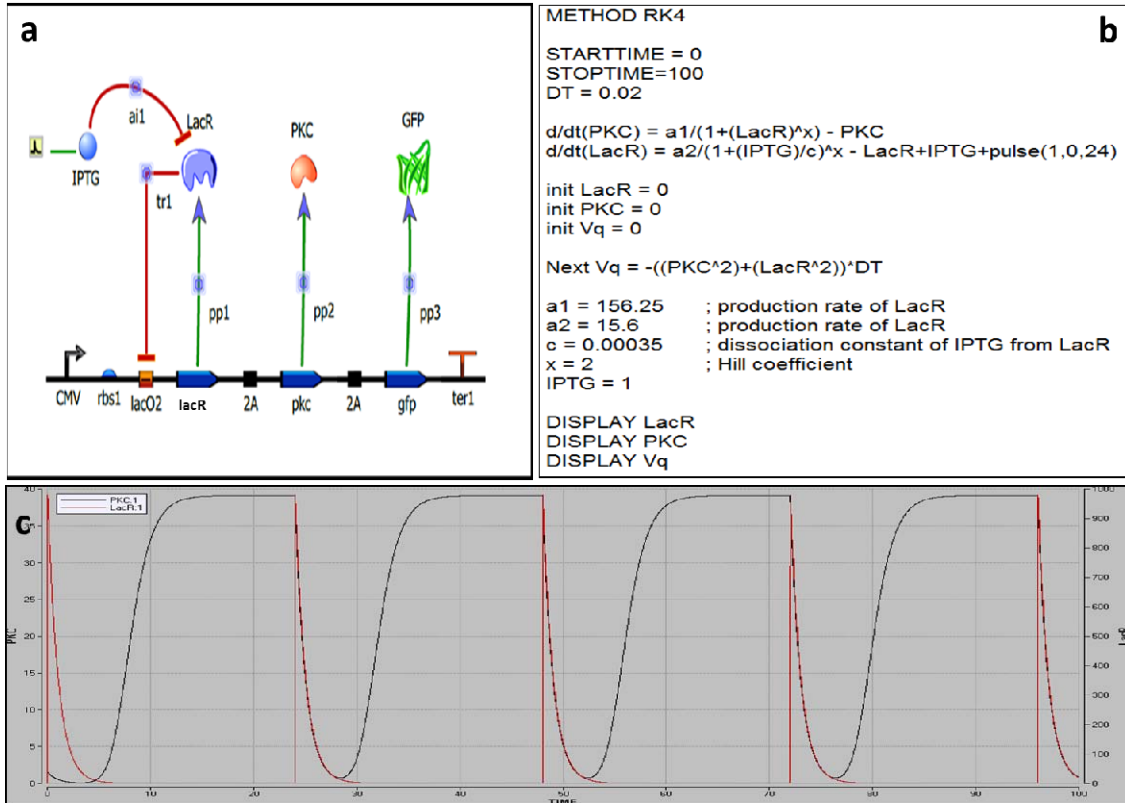 a
ai1
LacR
PKC
GFP
IPTG
tr1
pp1
pp2
pp3
CMV
rbs1
lacO2
lacR
2A
pkc
2A
gfp
ter1
b
METHOD RK4
STARTTIME = 0
STOPTIME=100
DT = 0.02
d/dt(PKC) = a1/(1+(LacR)^x) - PKC
d/dt(LacR) = a2/(1+(IPTG)/c)^x - LacR+IPTG+pulse(1,0,24)
init LacR = 0
init PKC = 0
init Vq = 0
Next Vq = -((PKC^2)+(LacR^2))*DT
a1 = 156.25 ; production rate of LacR
a2 = 15.6 ; production rate of LacR
c = 0.00035 ; dissociation constant of IPTG from LacR
x = 2 ; Hill coefficient
IPTG = 1
DISPLAY LacR
DISPLAY PKC
DISPLAY Vq
c
PKC:1
LacR:1
40
35
30
25
20
15
10
5
0
PKC
1000
900
800
700
600
500
400
300
200
100
0
LacR
0 10 20 30 40 50 60 70 80 90 100
TIME